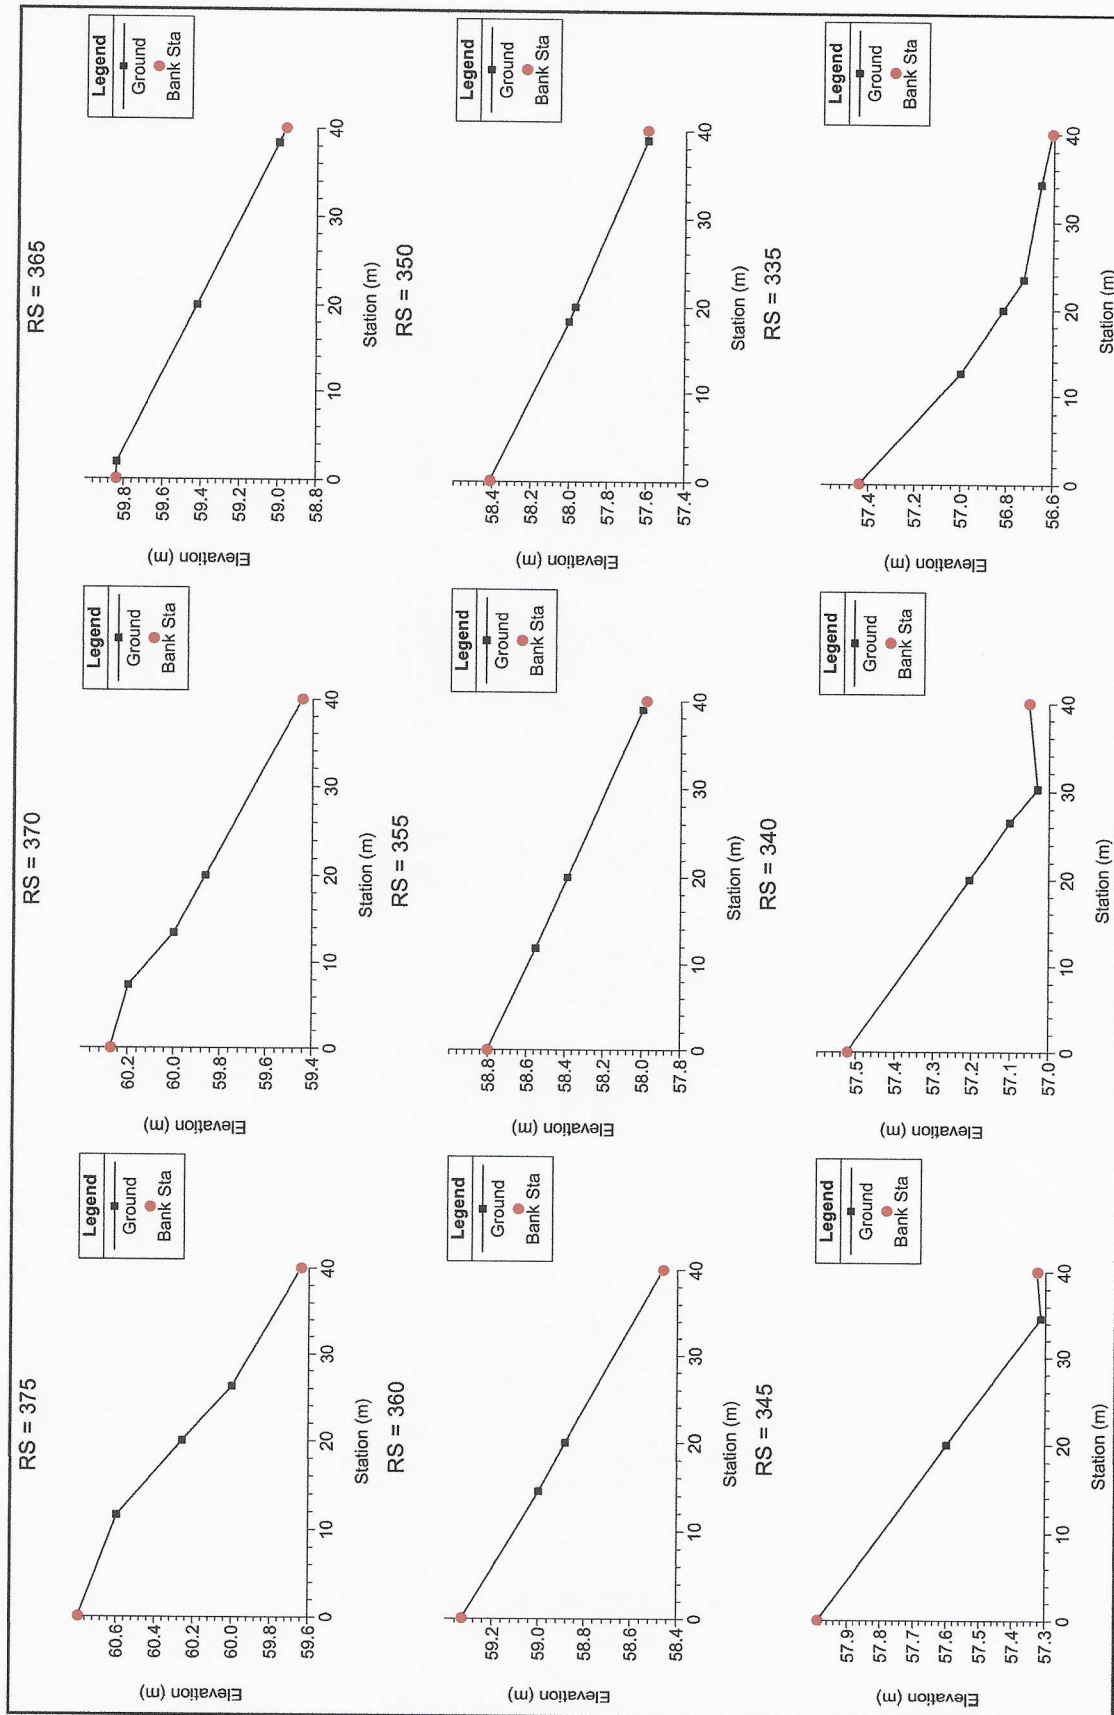 RS = 375
Elevation (m)
60.6
60.4
60.2
60.0
59.8
59.6
0 10 20 30 40
Station (m)
Legend
Ground
Bank Sta
RS = 370
Elevation (m)
60.2
60.0
59.8
59.6
59.4
0 10 20 30 40
Station (m)
Legend
Ground
Bank Sta
RS = 365
Elevation (m)
59.8
59.6
59.4
59.2
59.0
58.8
0 10 20 30 40
Station (m)
Legend
Ground
Bank Sta
RS = 360
Elevation (m)
59.2
59.0
58.8
58.6
58.4
0 10 20 30 40
Station (m)
Legend
Ground
Bank Sta
RS = 355
Elevation (m)
58.8
58.6
58.4
58.2
58.0
57.8
0 10 20 30 40
Station (m)
Legend
Ground
Bank Sta
RS = 350
Elevation (m)
58.4
58.2
58.0
57.8
57.6
57.4
0 10 20 30 40
Station (m)
Legend
Ground
Bank Sta
RS = 345
Elevation (m)
57.9
57.8
57.7
57.6
57.5
57.4
57.3
0 10 20 30 40
Station (m)
Legend
Ground
Bank Sta
RS = 340
Elevation (m)
57.5
57.4
57.3
57.2
57.1
57.0
0 10 20 30 40
Station (m)
Legend
Ground
Bank Sta
RS = 335
Elevation (m)
57.4
57.2
57.0
56.8
56.6
0 10 20 30 40
Station (m)
Legend
Ground
Bank Sta